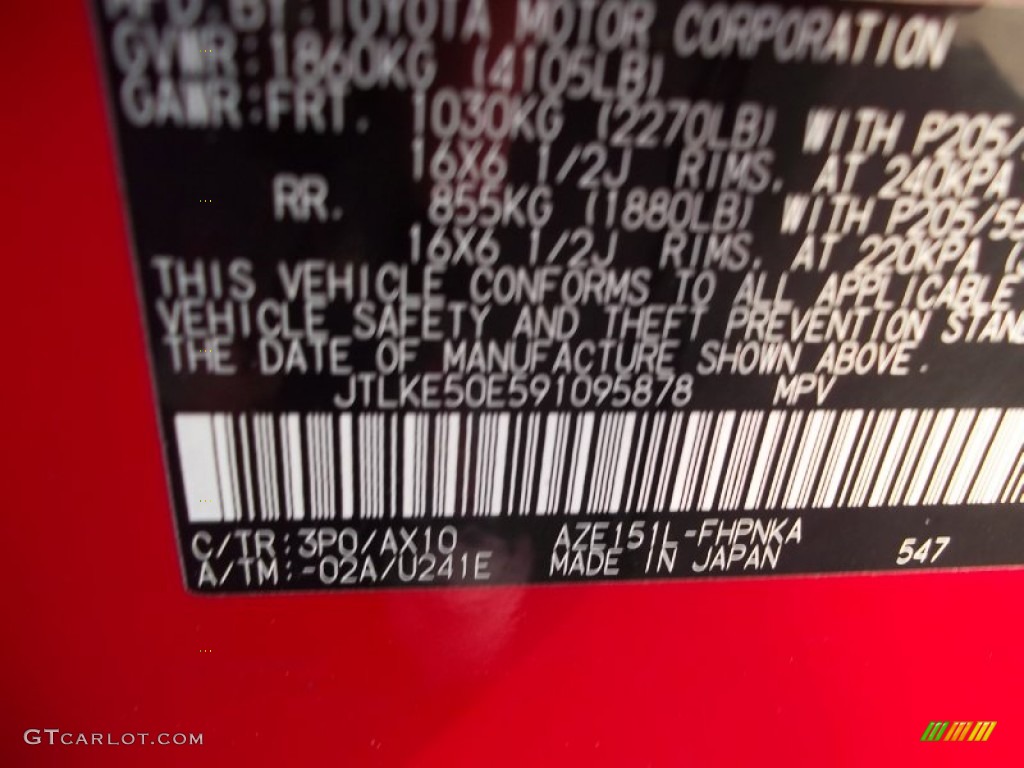 MFD. BY: TOYOTA MOTOR CORPORATION
GVWR: 1860KG (4105LB)
GAWR: FRT. 1030KG (2270LB) WITH P205/
16X6 1/2J RIMS. AT 240KPA
RR. 855KG (1880LB) WITH P205/55
16X6 1/2J RIMS. AT 220KPA (
THIS VEHICLE CONFORMS TO ALL APPLICABLE
VEHICLE SAFETY AND THEFT PREVENTION STAN
THE DATE OF MANUFACTURE SHOWN ABOVE.
JTLKE50E591095878 MPV
C/TR: 3P0/AX10 AZE151L-FHPNKA
A/TM: -02A/U241E MADE IN JAPAN 547
GTCARLOT.COM